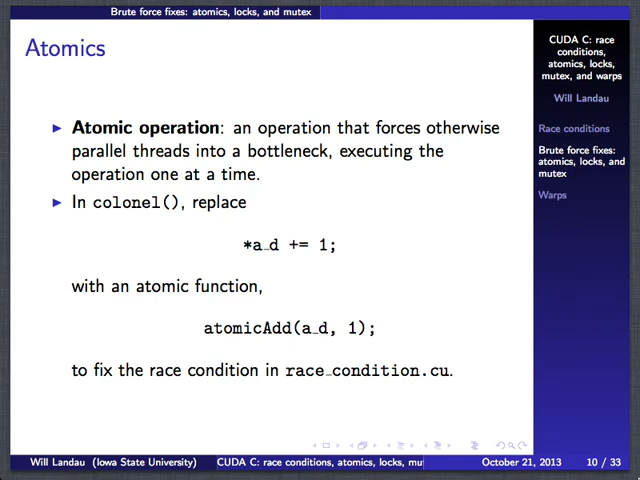 Brute force fixes: atomics, locks, and mutex
Atomics
Atomic operation: an operation that forces otherwise
parallel threads into a bottleneck, executing the
operation one at a time.
In colonel(), replace
*a_d += 1;
with an atomic function,
atomicAdd(a_d, 1);
to fix the race condition in race_condition.cu.
CUDA C: race
conditions,
atomics, locks,
mutex, and warps
Will Landau
Race conditions
Brute force fixes:
atomics, locks, and
mutex
Warps
Will Landau (Iowa State University)
CUDA C: race conditions, atomics, locks, mu
October 21, 2013
10 / 33